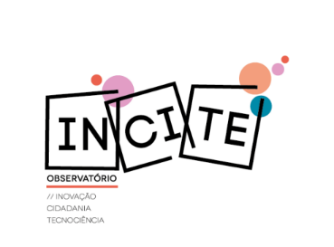 INCITE
OBSERVATÓRIO
// INOVAÇÃO
CIDADANIA
TECNOCIÊNCIA